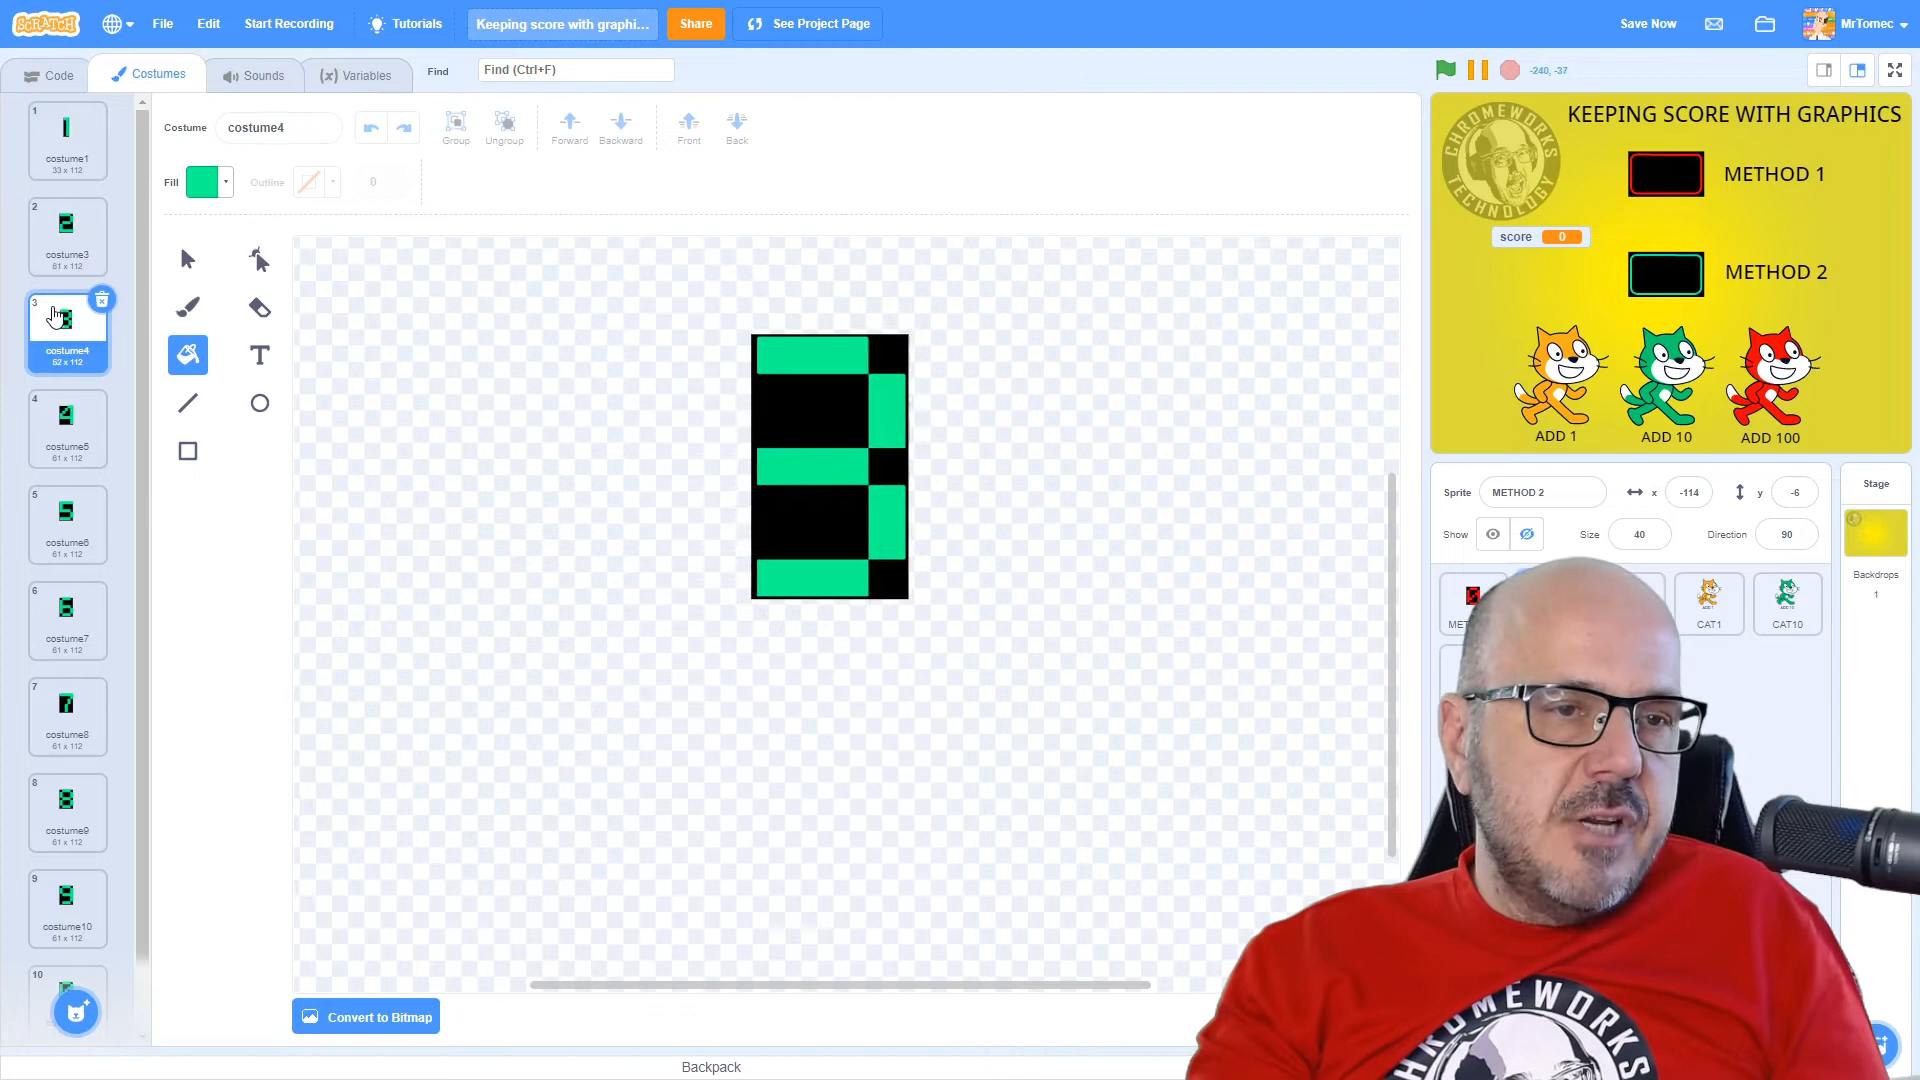 SCRATCH File Edit Start Recording Tutorials Keeping score with graphi... Share See Project Page Save Now MrTomec
Code Costumes Sounds (x) Variables Find Find (Ctrl+F) -240, -37
Costume costume4 Group Ungroup Forward Backward Front Back
Fill Outline 0
1
costume1
33 x 112
2
costume3
61 x 112
3
costume4
52 x 112
4
costume5
61 x 112
5
costume6
61 x 112
6
costume7
61 x 112
7
costume8
61 x 112
8
costume9
61 x 112
9
costume10
61 x 112
10
T
Convert to Bitmap
Backpack
CHROMEWORKS
TECHNOLOGY
KEEPING SCORE WITH GRAPHICS
METHOD 1
score 0
METHOD 2
ADD 1 ADD 10 ADD 100
Sprite METHOD 2 x -114 y -6
Show Size 40 Direction 90
CAT1 CAT10
Stage
Backdrops
1